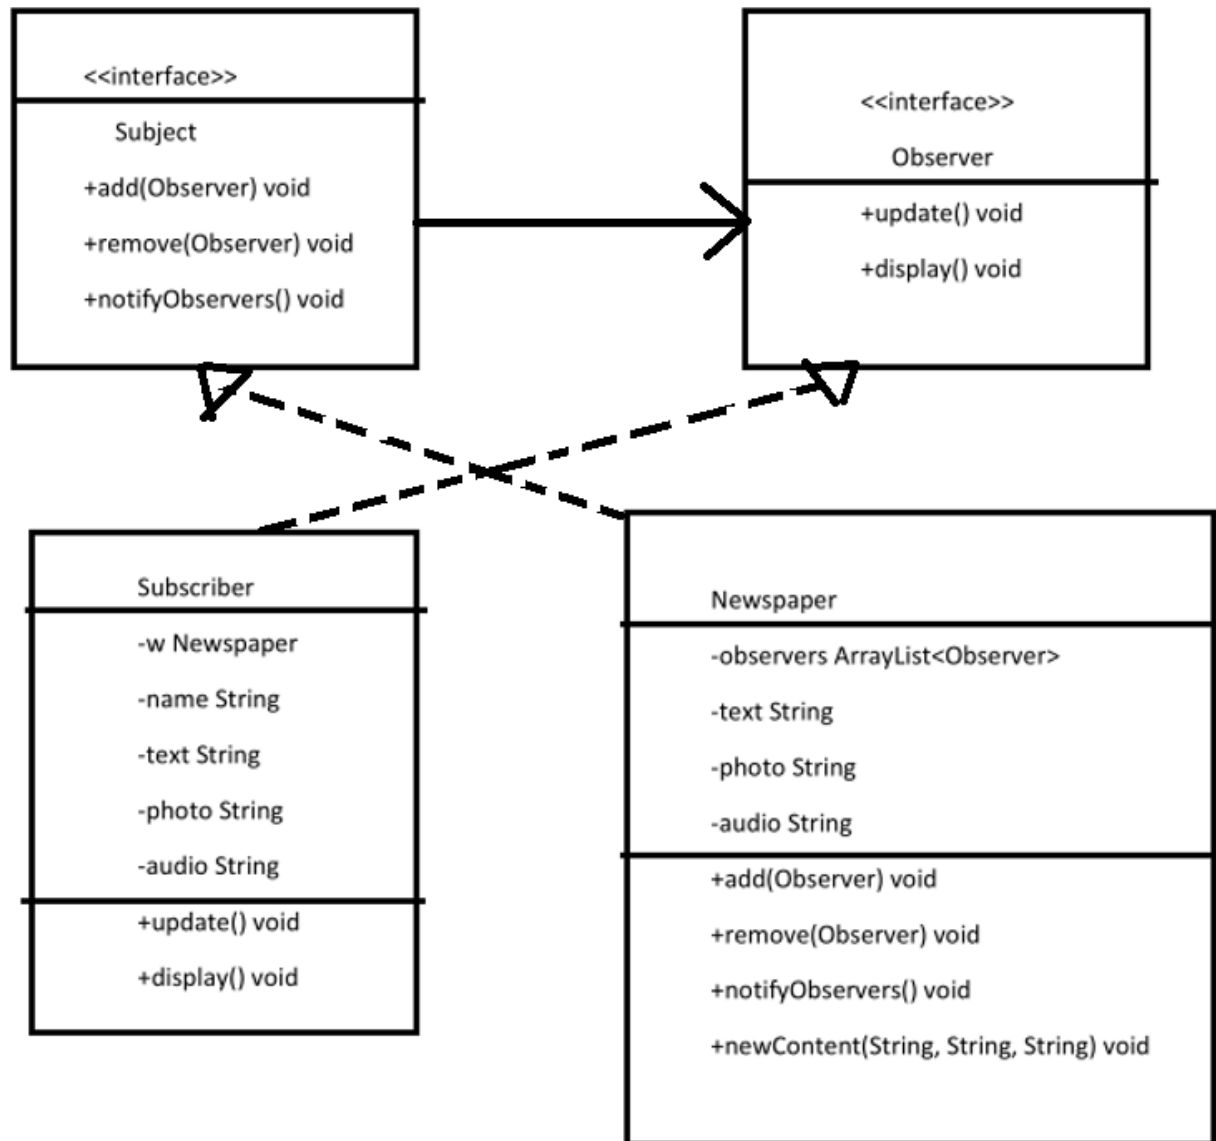 <<interface>>
Subject
+add(Observer) void
+remove(Observer) void
+notifyObservers() void
<<interface>>
Observer
+update() void
+display() void
Subscriber
-w Newspaper
-name String
-text String
-photo String
-audio String
+update() void
+display() void
Newspaper
-observers ArrayList<Observer>
-text String
-photo String
-audio String
+add(Observer) void
+remove(Observer) void
+notifyObservers() void
+newContent(String, String, String) void